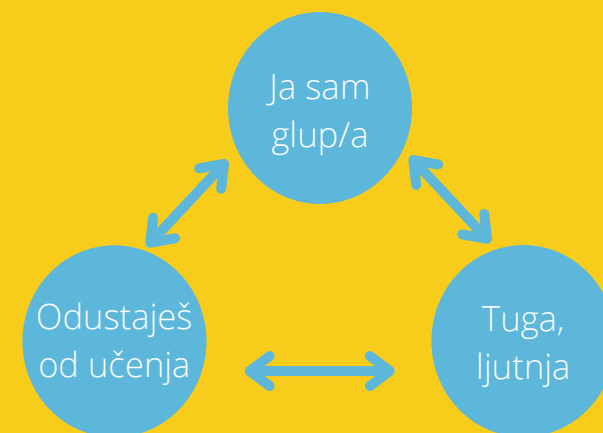 Ja sam
glup/a
Odustaješ
od učenja
Tuga,
ljutnja